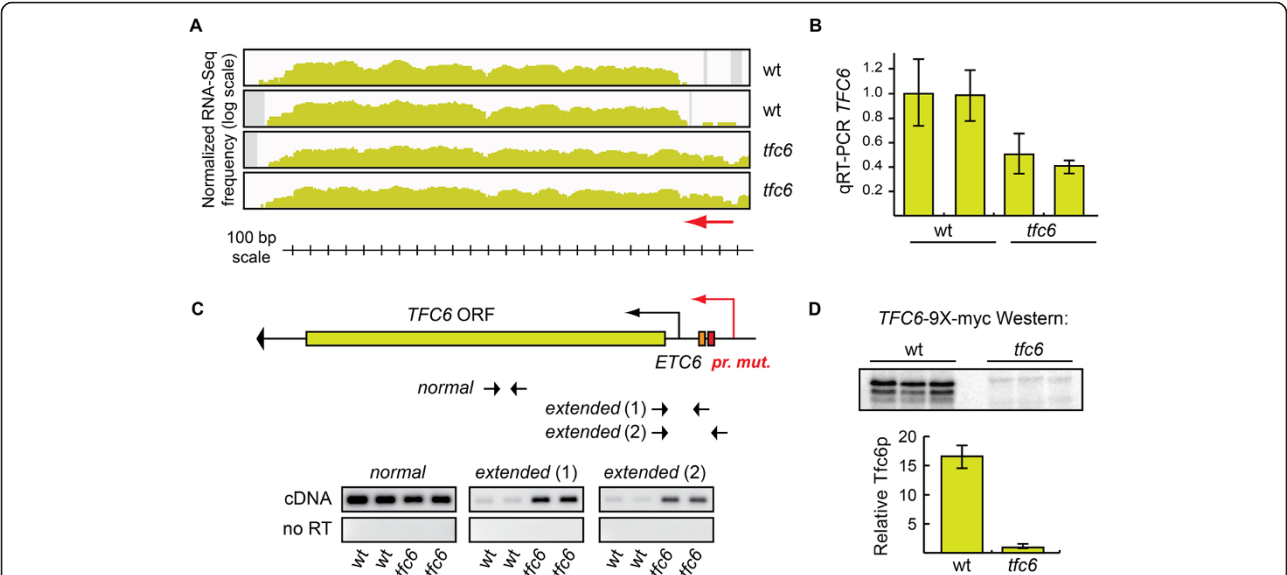 A
Normalized RNA-Seq
frequency (log scale)
wt
wt
tfc6
tfc6
100 bp
scale
B
qRT-PCR TFC6
1.2
1.0
0.8
0.6
0.4
0.2
wt
tfc6
C
TFC6 ORF
ETC6
pr. mut.
normal
extended (1)
extended (2)
normal
extended (1)
extended (2)
cDNA
no RT
wt
wt
tfc6
tfc6
wt
wt
tfc6
tfc6
wt
wt
tfc6
tfc6
D
TFC6-9X-myc Western:
wt
tfc6
Relative Tfc6p
20
15
10
5
wt
tfc6